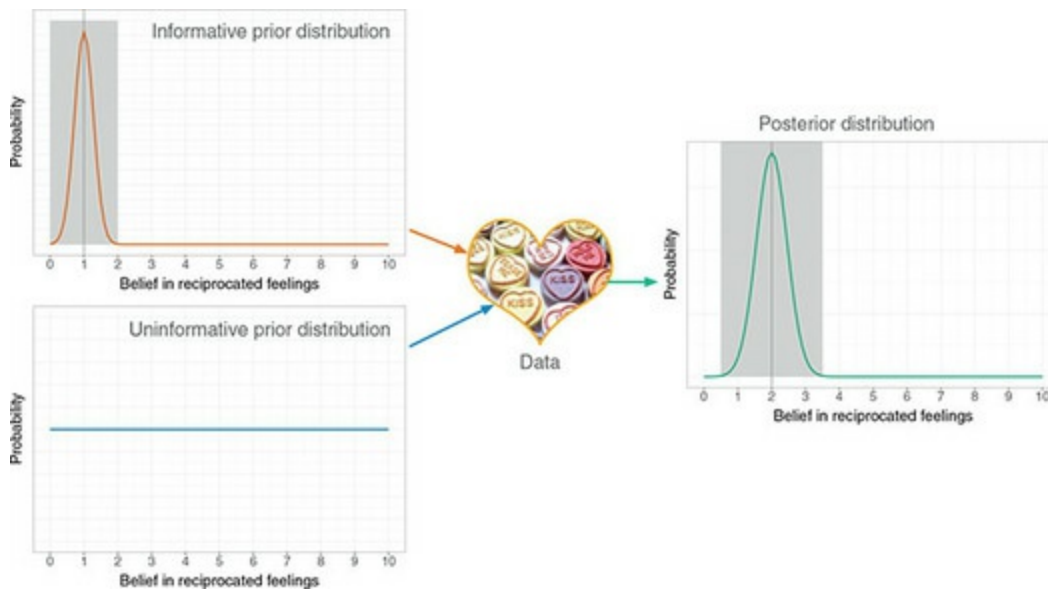 Informative prior distribution
Probability
0 1 2 3 4 5 6 7 8 9 10
Belief in reciprocated feelings
Uninformative prior distribution
Probability
0 1 2 3 4 5 6 7 8 9 10
Belief in reciprocated feelings
KISS
KISS
KISS
Data
Posterior distribution
Probability
0 1 2 3 4 5 6 7 8 9 10
Belief in reciprocated feelings